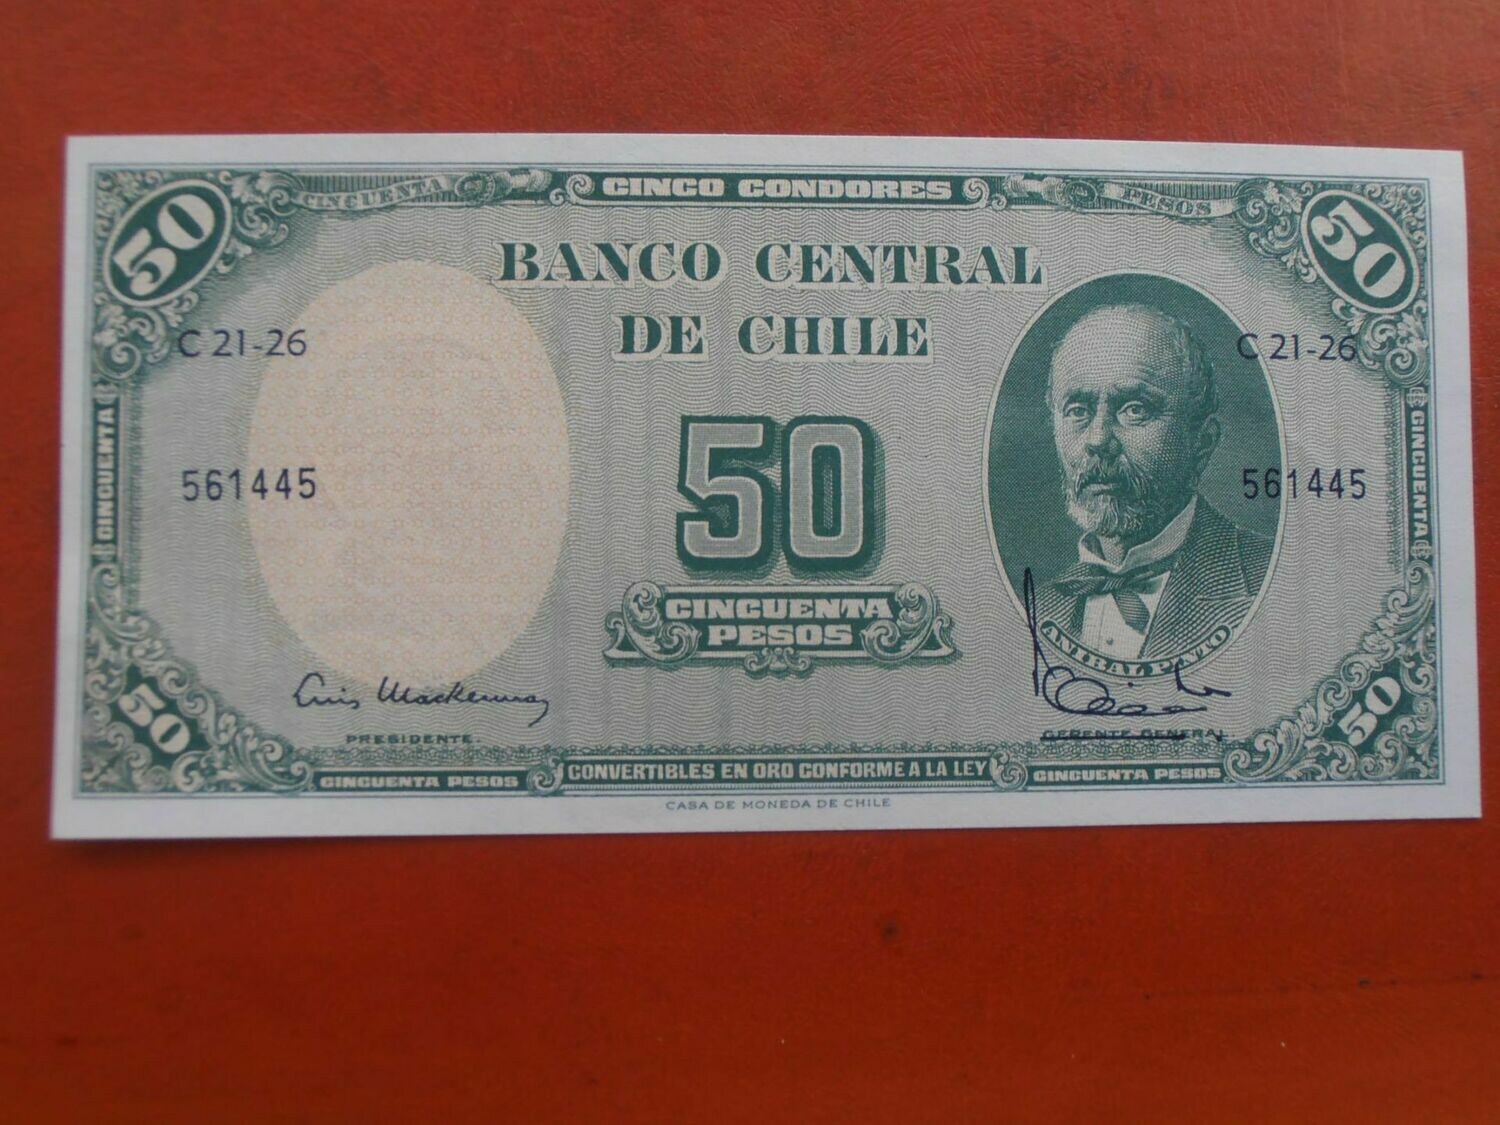 50 CINCUENTA CINCO CONDORES PESOS 50
BANCO CENTRAL
DE CHILE
C 21-26 C 21-26
CINCUENTA CINCUENTA
50
561445 561445
CINCUENTA
PESOS
ANIBAL PINTO
Luis Mackenna
PRESIDENTE. GERENTE GENERAL
50 50
CINCUENTA PESOS CONVERTIBLES EN ORO CONFORME A LA LEY CINCUENTA PESOS
CASA DE MONEDA DE CHILE